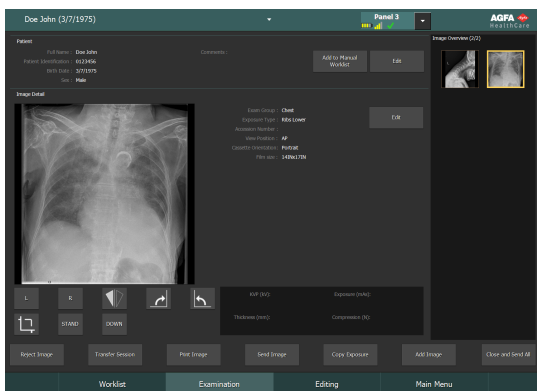 Doe John (3/7/1975)
Panel 3
AGFA
HealthCare
Patient
Full Name : Doe John
Patient Identification : 0123456
Birth Date : 3/7/1975
Sex : Male
Comments :
Add to Manual
Worklist
Edit
Image Overview (2/2)
Image Detail
Exam Group : Chest
Exposure Type : Ribs Lower
Accession Number :
View Position : AP
Cassette Orientation : Portrait
Film size : 14INx17IN
Edit
L
R
STAND
DOWN
KVP (kV):
Exposure (mAs):
Thickness (mm):
Compression (N):
Reject Image
Transfer Session
Print Image
Send Image
Copy Exposure
Add Image
Close and Send All
Worklist
Examination
Editing
Main Menu